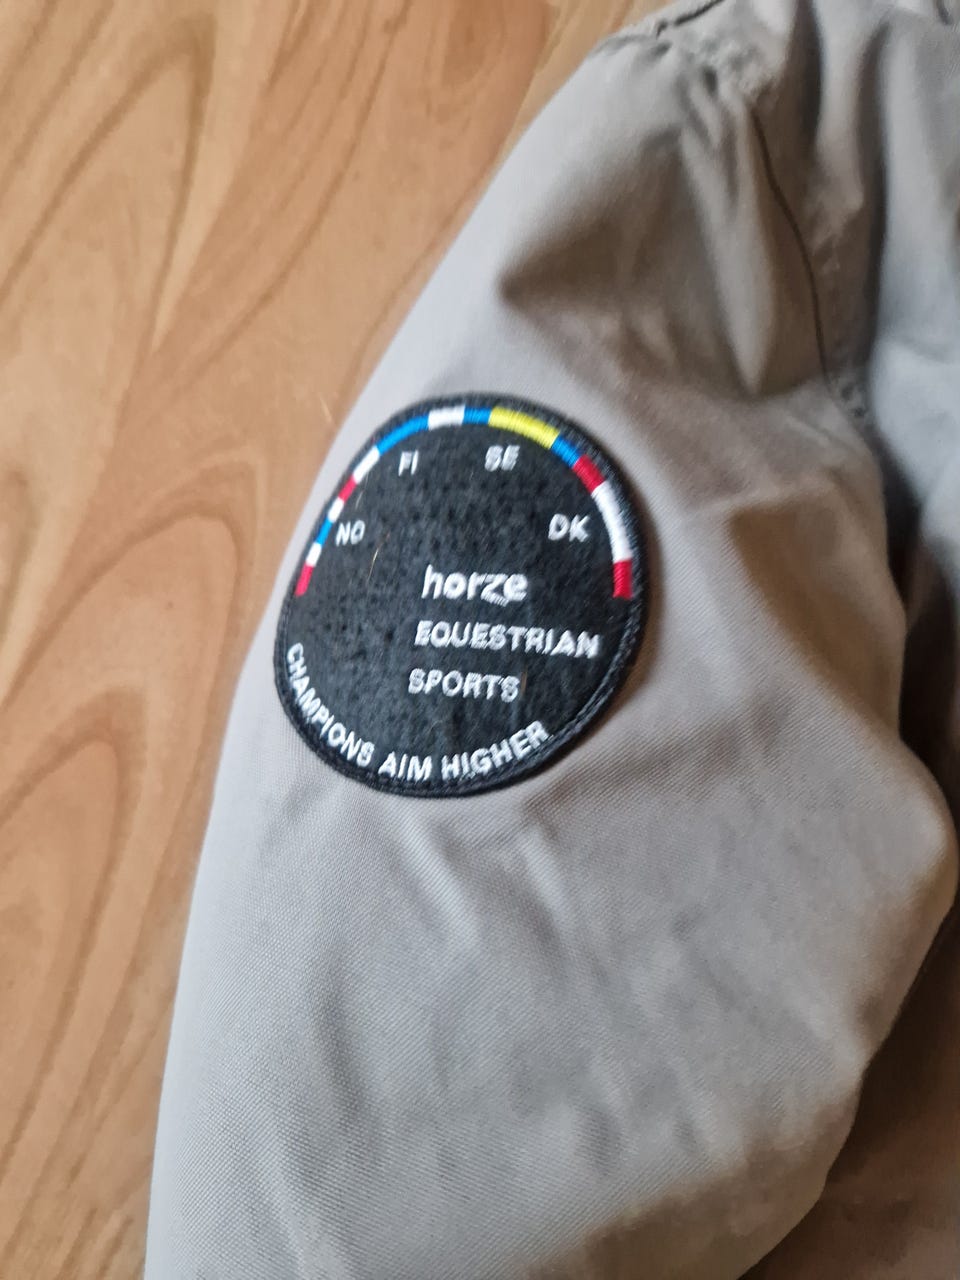 NO
FI
SE
DK
horze
EQUESTRIAN
SPORTS
CHAMPIONS AIM HIGHER